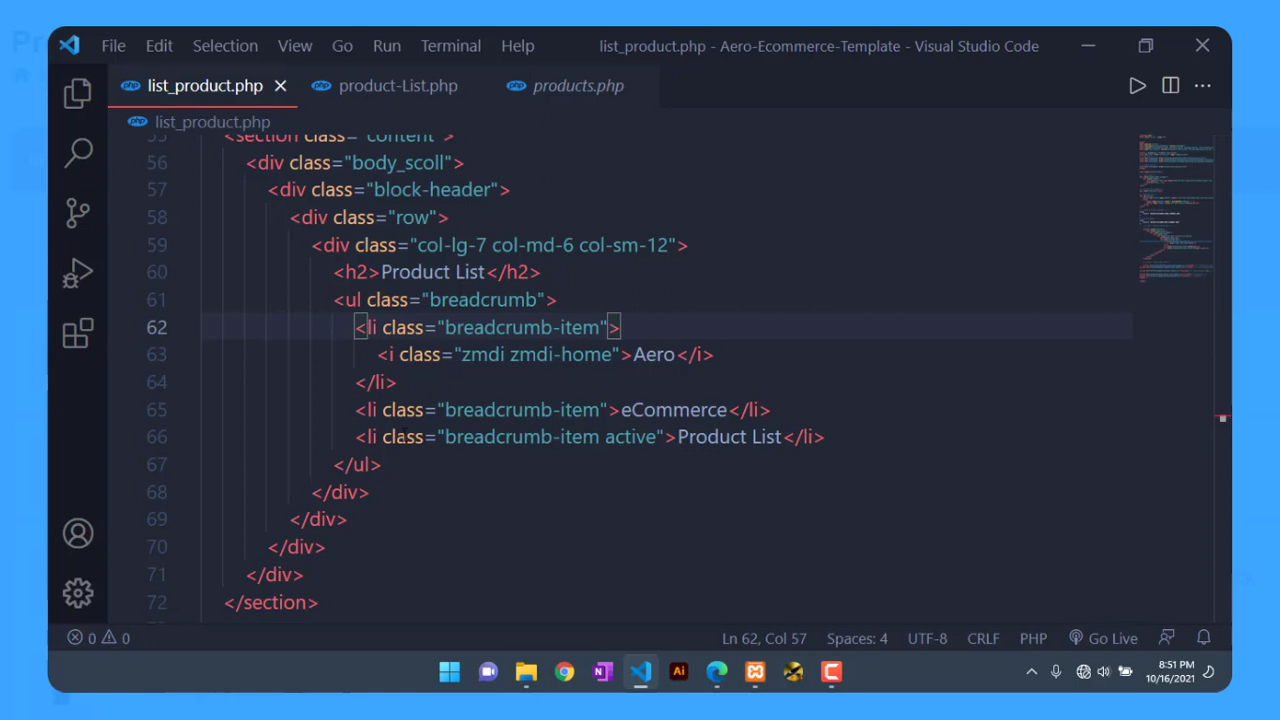 File Edit Selection View Go Run Terminal Help list_product.php - Aero-Ecommerce-Template - Visual Studio Code
list_product.php product-List.php products.php
list_product.php
55 <section class="content">
56 <div class="body_scoll">
57 <div class="block-header">
58 <div class="row">
59 <div class="col-lg-7 col-md-6 col-sm-12">
60 <h2>Product List</h2>
61 <ul class="breadcrumb">
62 <li class="breadcrumb-item">
63 <i class="zmdi zmdi-home">Aero</i>
64 </li>
65 <li class="breadcrumb-item">eCommerce</li>
66 <li class="breadcrumb-item active">Product List</li>
67 </ul>
68 </div>
69 </div>
70 </div>
71 </div>
72 </section>
0 0 Ln 62, Col 57 Spaces: 4 UTF-8 CRLF PHP Go Live
N Ai C 8:51 PM
10/16/2021